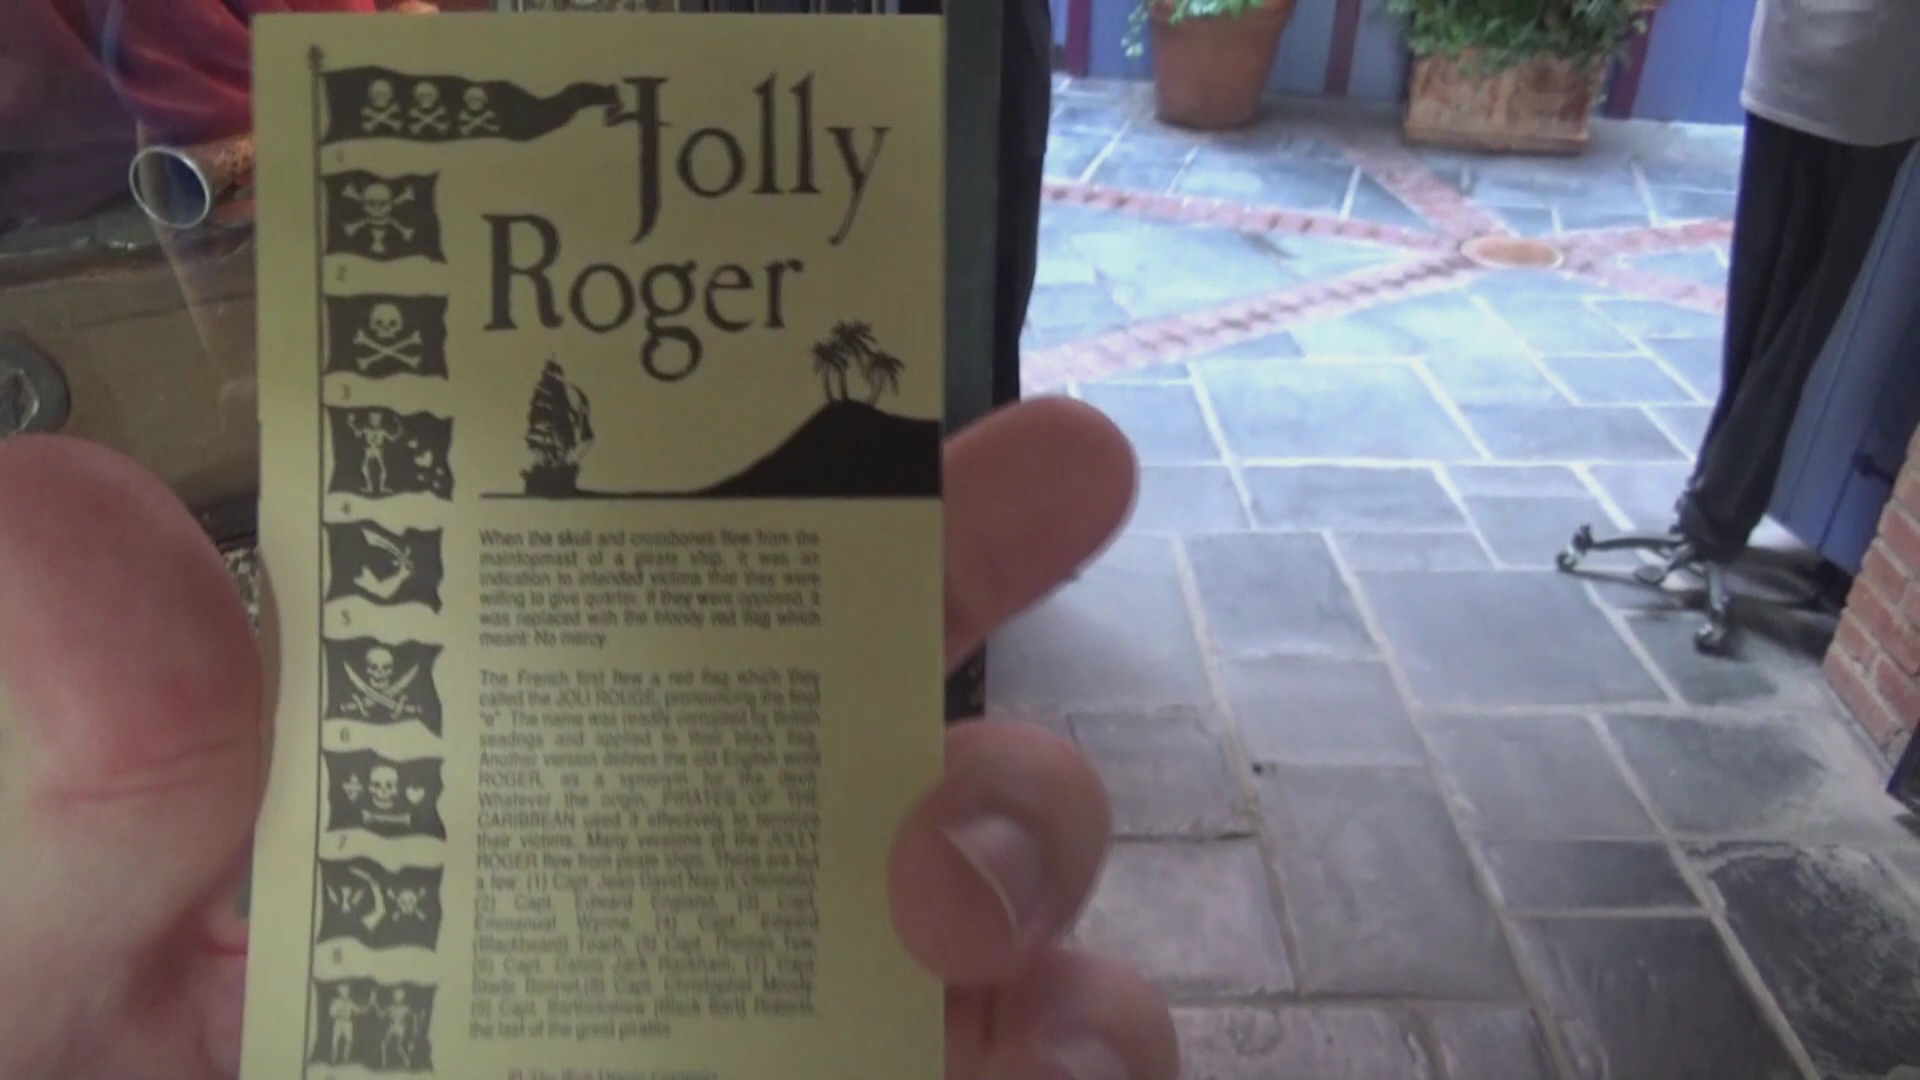 Jolly
Roger
1
2
3
4
5
6
7
8
When the skull and crossbones flew from the
maintopmast of a pirate ship, it was an
indication to intended victims that they were
willing to give quarter. If they were opposed, it
was replaced with the bloody red flag which
meant: No mercy.
The French first flew a red flag which they
called the JOLI ROUGE, pronouncing the final
"e". The name was readily corrupted by British
seadogs and applied to their black flag.
Another version defines the old English word
ROGER, as a synonym for the devil.
Whatever the origin, PIRATES OF THE
CARIBBEAN used it effectively to terrorize
their victims. Many versions of the JOLLY
ROGER flew from pirate ships. These are but
a few: (1) Capt. Jean David Nau (L'Olonnois),
(2) Capt. Edward England, (3) Capt.
Emmanuel Wynne, (4) Capt. Edward
(Blackbeard) Teach, (5) Capt. Thomas Tew,
(6) Capt. Calico Jack Rackham, (7) Capt.
Stede Bonnet, (8) Capt. Christopher Moody,
(9) Capt. Bartholomew (Black Bart) Roberts,
the last of the great pirates.
© The Walt Disney Company